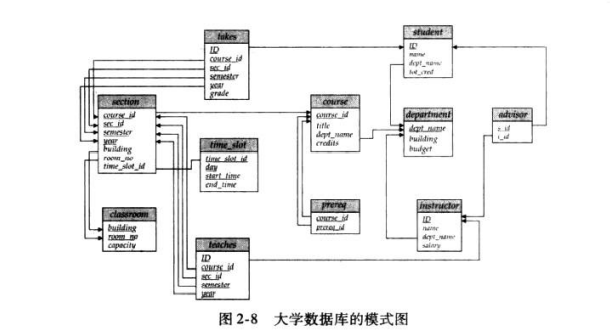 takes
ID
course_id
sec_id
semester
year
grade
student
ID
name
dept_name
tot_cred
section
course_id
sec_id
semester
year
building
room_no
time_slot_id
course
course_id
title
dept_name
credits
department
dept_name
building
budget
advisor
s_id
i_id
time_slot
time_slot_id
day
start_time
end_time
prereq
course_id
prereq_id
instructor
ID
name
dept_name
salary
classroom
building
room_no
capacity
teaches
ID
course_id
sec_id
semester
year
图 2-8 大学数据库的模式图